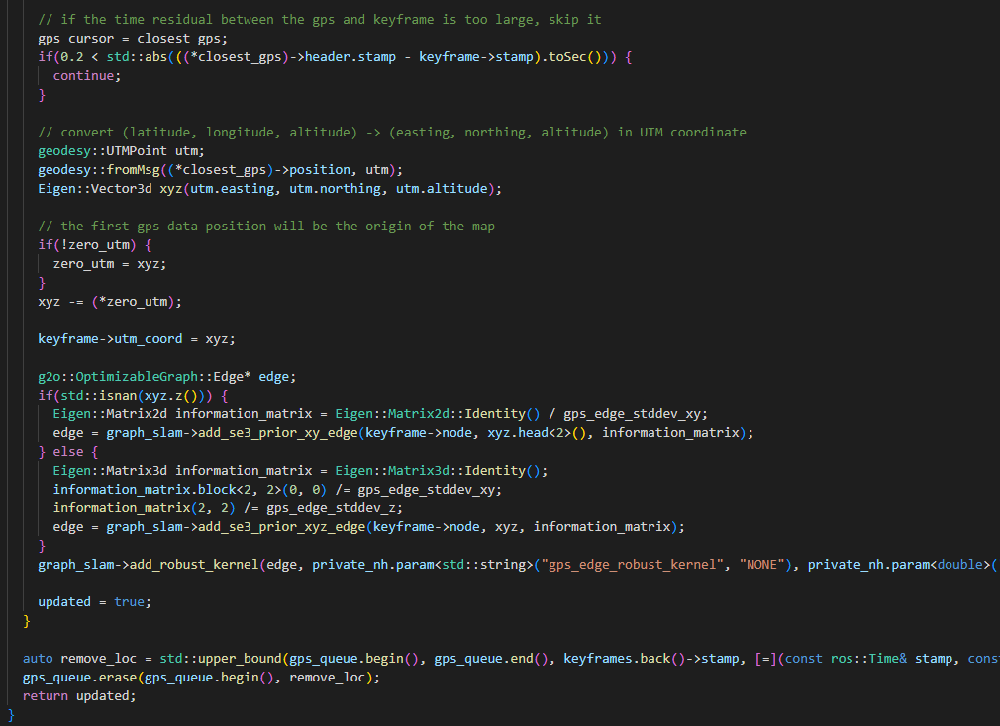 // if the time residual between the gps and keyframe is too large, skip it
gps_cursor = closest_gps;
if(0.2 < std::abs(((*closest_gps)->header.stamp - keyframe->stamp).toSec())) {
continue;
}
// convert (latitude, longitude, altitude) -> (easting, northing, altitude) in UTM coordinate
geodesy::UTMPoint utm;
geodesy::fromMsg((*closest_gps)->position, utm);
Eigen::Vector3d xyz(utm.easting, utm.northing, utm.altitude);
// the first gps data position will be the origin of the map
if(!zero_utm) {
zero_utm = xyz;
}
xyz -= (*zero_utm);
keyframe->utm_coord = xyz;
g2o::OptimizableGraph::Edge* edge;
if(std::isnan(xyz.z())) {
Eigen::Matrix2d information_matrix = Eigen::Matrix2d::Identity() / gps_edge_stddev_xy;
edge = graph_slam->add_se3_prior_xy_edge(keyframe->node, xyz.head<2>(), information_matrix);
} else {
Eigen::Matrix3d information_matrix = Eigen::Matrix3d::Identity();
information_matrix.block<2, 2>(0, 0) /= gps_edge_stddev_xy;
information_matrix(2, 2) /= gps_edge_stddev_z;
edge = graph_slam->add_se3_prior_xyz_edge(keyframe->node, xyz, information_matrix);
}
graph_slam->add_robust_kernel(edge, private_nh.param<std::string>("gps_edge_robust_kernel", "NONE"), private_nh.param<double>(
updated = true;
}
auto remove_loc = std::upper_bound(gps_queue.begin(), gps_queue.end(), keyframes.back()->stamp, [=](const ros::Time& stamp, cons
gps_queue.erase(gps_queue.begin(), remove_loc);
return updated;
}